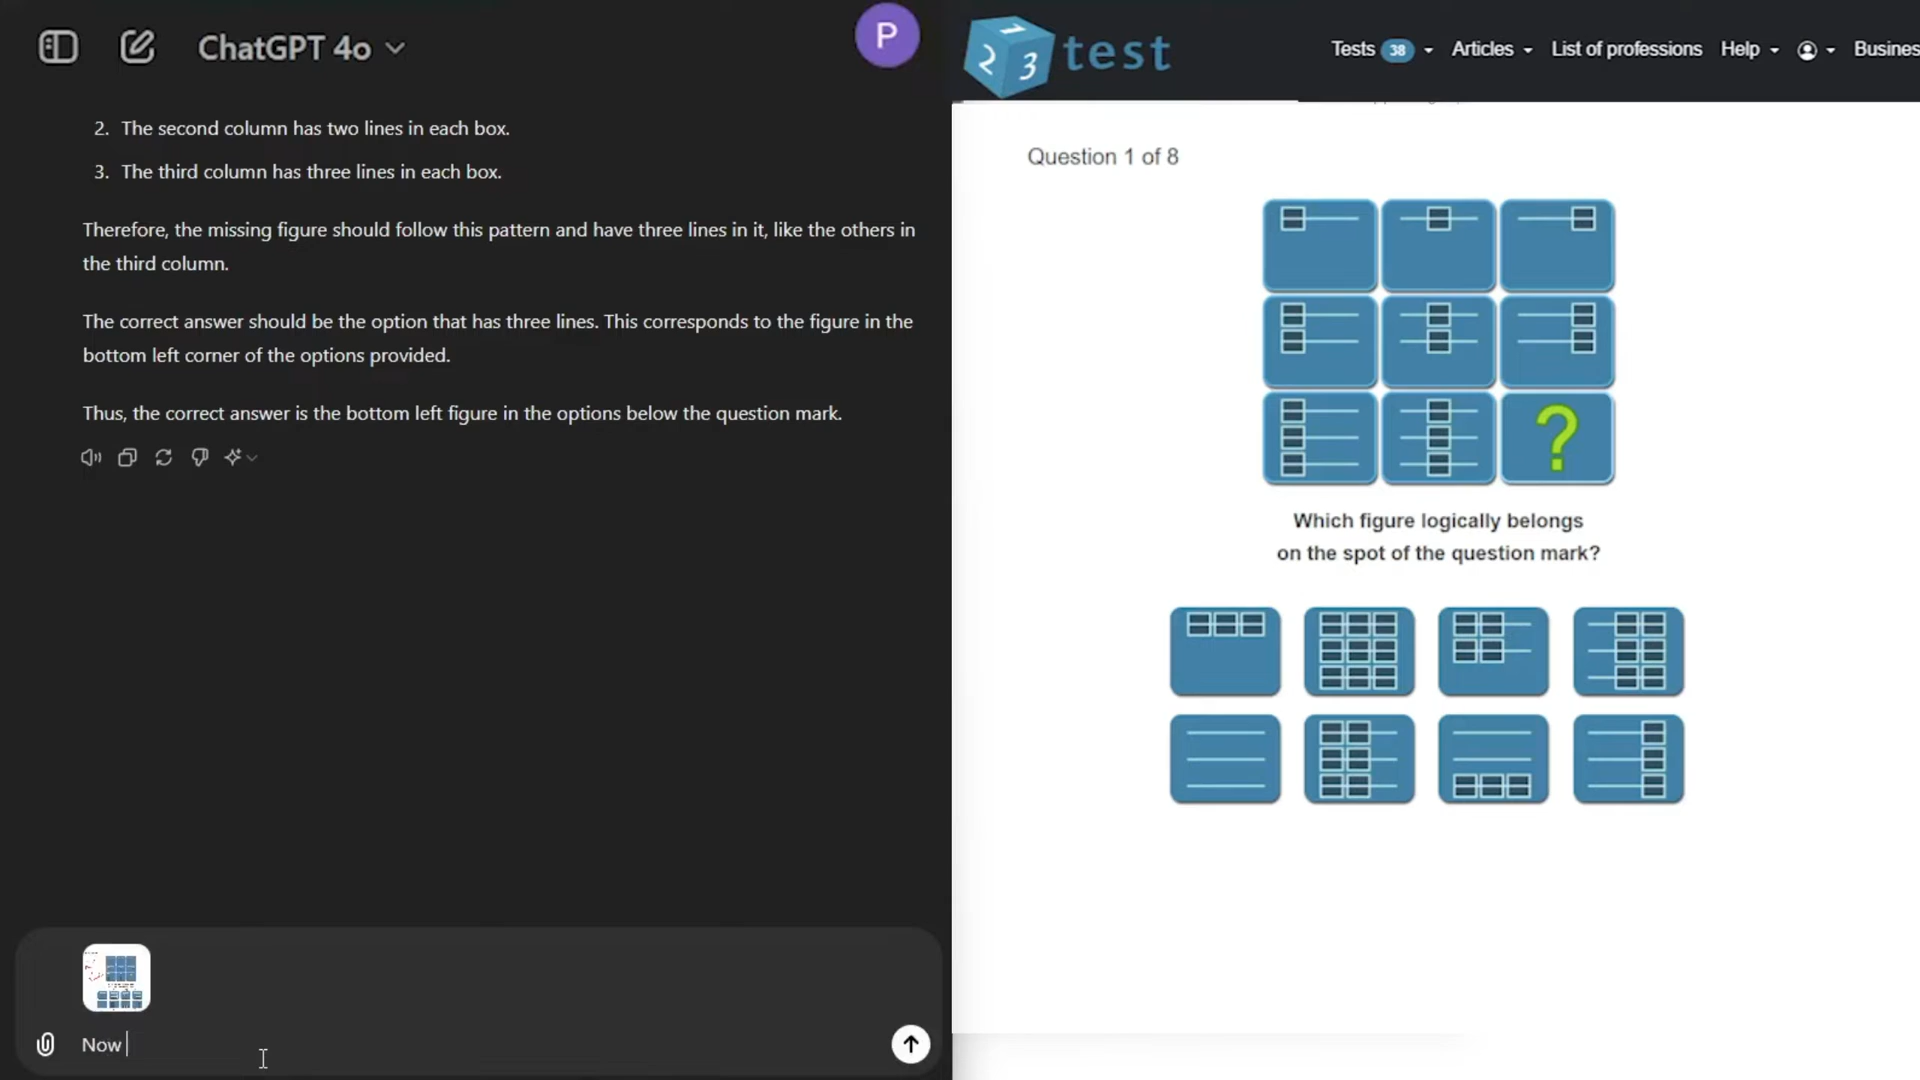 ChatGPT 4o
P
2. The second column has two lines in each box.
3. The third column has three lines in each box.
Therefore, the missing figure should follow this pattern and have three lines in it, like the others in
the third column.
The correct answer should be the option that has three lines. This corresponds to the figure in the
bottom left corner of the options provided.
Thus, the correct answer is the bottom left figure in the options below the question mark.
Now
1 2 3 test
Tests 38
Articles
List of professions
Help
Busines
Question 1 of 8
?
Which figure logically belongs
on the spot of the question mark?